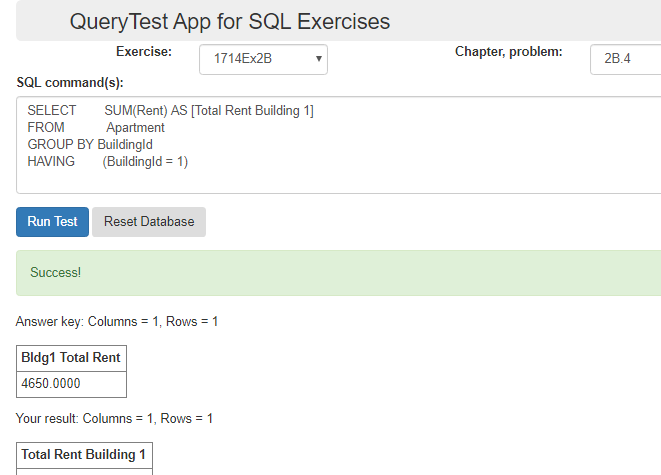 QueryTest App for SQL Exercises
Exercise: 1714Ex2B Chapter, problem: 2B.4
SQL command(s):
SELECT SUM(Rent) AS [Total Rent Building 1]
FROM Apartment
GROUP BY BuildingId
HAVING (BuildingId = 1)
Run Test Reset Database
Success!
Answer key: Columns = 1, Rows = 1
Bldg1 Total Rent
4650.0000
Your result: Columns = 1, Rows = 1
Total Rent Building 1